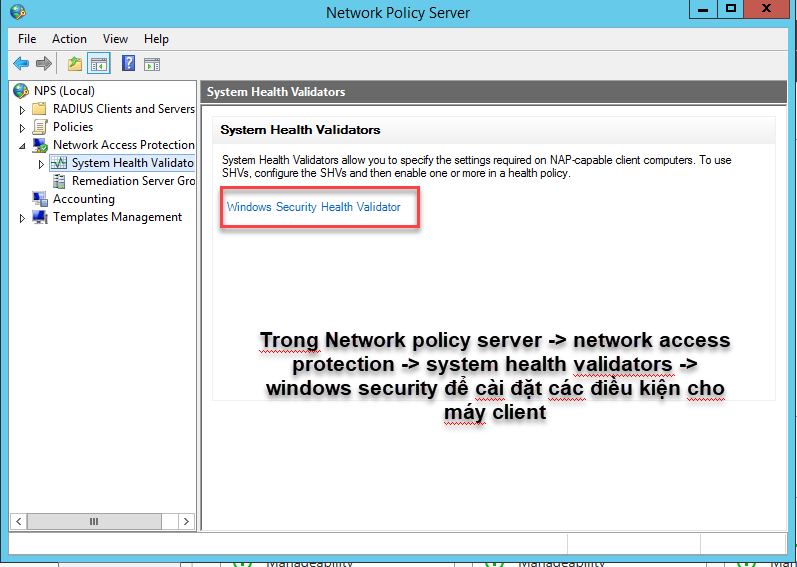 Network Policy Server
File Action View Help
NPS (Local)
RADIUS Clients and Servers
Policies
Network Access Protection
System Health Validato
Remediation Server Gro
Accounting
Templates Management
System Health Validators
System Health Validators
System Health Validators allow you to specify the settings required on NAP-capable client computers. To use
SHVs, configure the SHVs and then enable one or more in a health policy.
Windows Security Health Validator
Trong Network policy server -> network access
protection -> system health validators ->
windows security để cài đặt các điều kiện cho
máy client